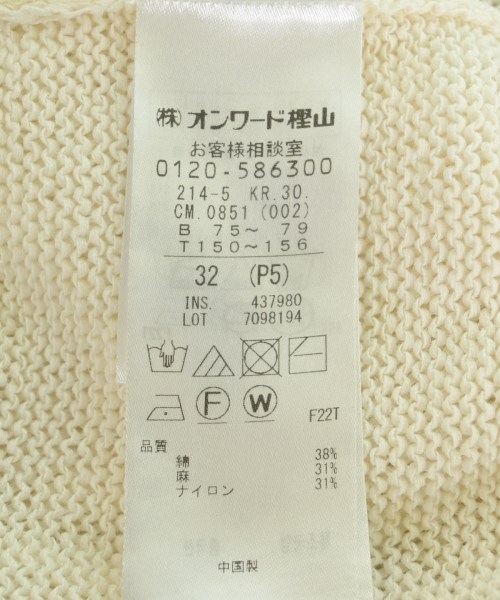 ㈱オンワード樫山
お客様相談室
0120-586300
214-5 KR.30.
CM.0851(002)
B 75～ 79
T150～156
32 (P5)
INS. 437980
LOT 7098194
F W F22T
品質
綿 38%
麻 31%
ナイロン 31%
中国製